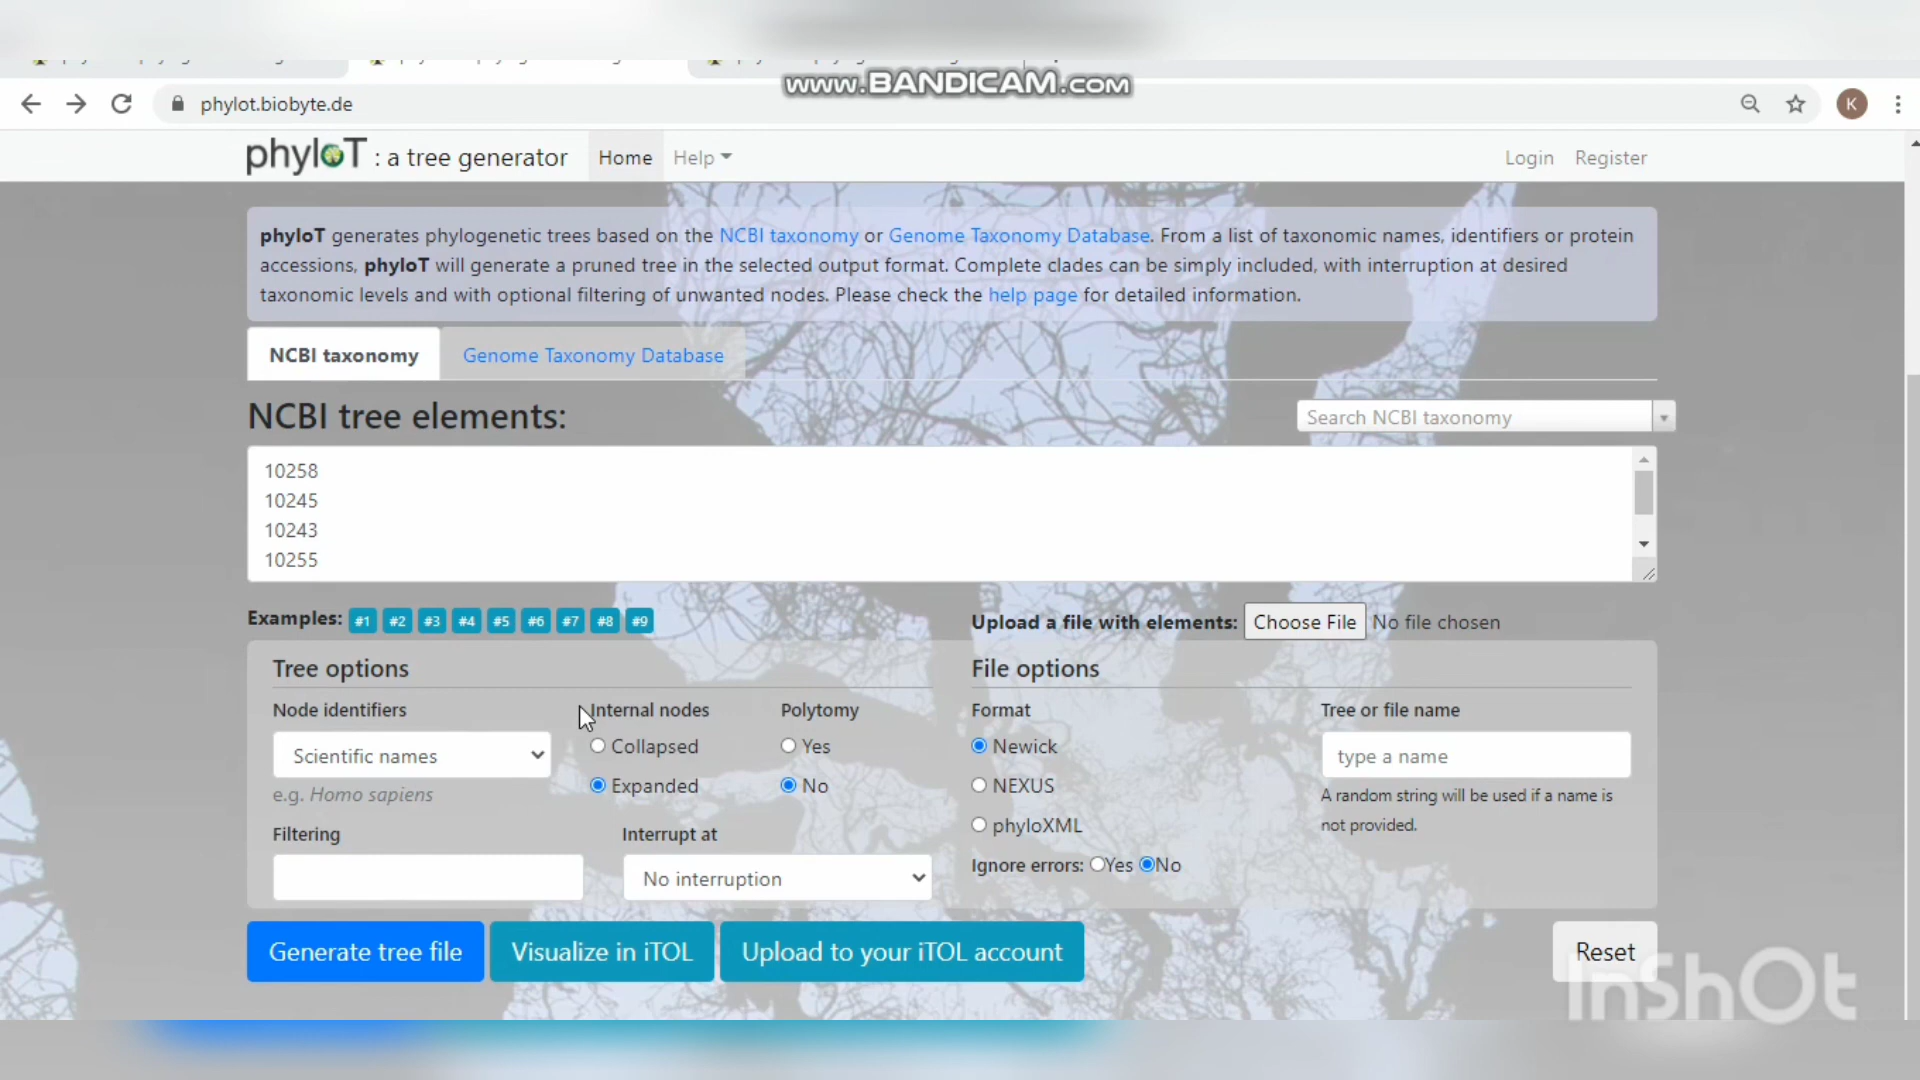 www.BANDICAM.com
phylot.biobyte.de
K
phyloT : a tree generator Home Help Login Register
phyloT generates phylogenetic trees based on the NCBI taxonomy or Genome Taxonomy Database. From a list of taxonomic names, identifiers or protein
accessions, phyloT will generate a pruned tree in the selected output format. Complete clades can be simply included, with interruption at desired
taxonomic levels and with optional filtering of unwanted nodes. Please check the help page for detailed information.
NCBI taxonomy Genome Taxonomy Database
NCBI tree elements: Search NCBI taxonomy
10258
10245
10243
10255
Examples: #1 #2 #3 #4 #5 #6 #7 #8 #9 Upload a file with elements: Choose File No file chosen
Tree options File options
Node identifiers Internal nodes Polytomy Format Tree or file name
Scientific names Collapsed Yes Newick type a name
e.g. Homo sapiens Expanded No NEXUS A random string will be used if a name is
not provided.
phyloXML
Filtering Interrupt at Ignore errors: Yes No
No interruption
Generate tree file Visualize in iTOL Upload to your iTOL account Reset
InShOt